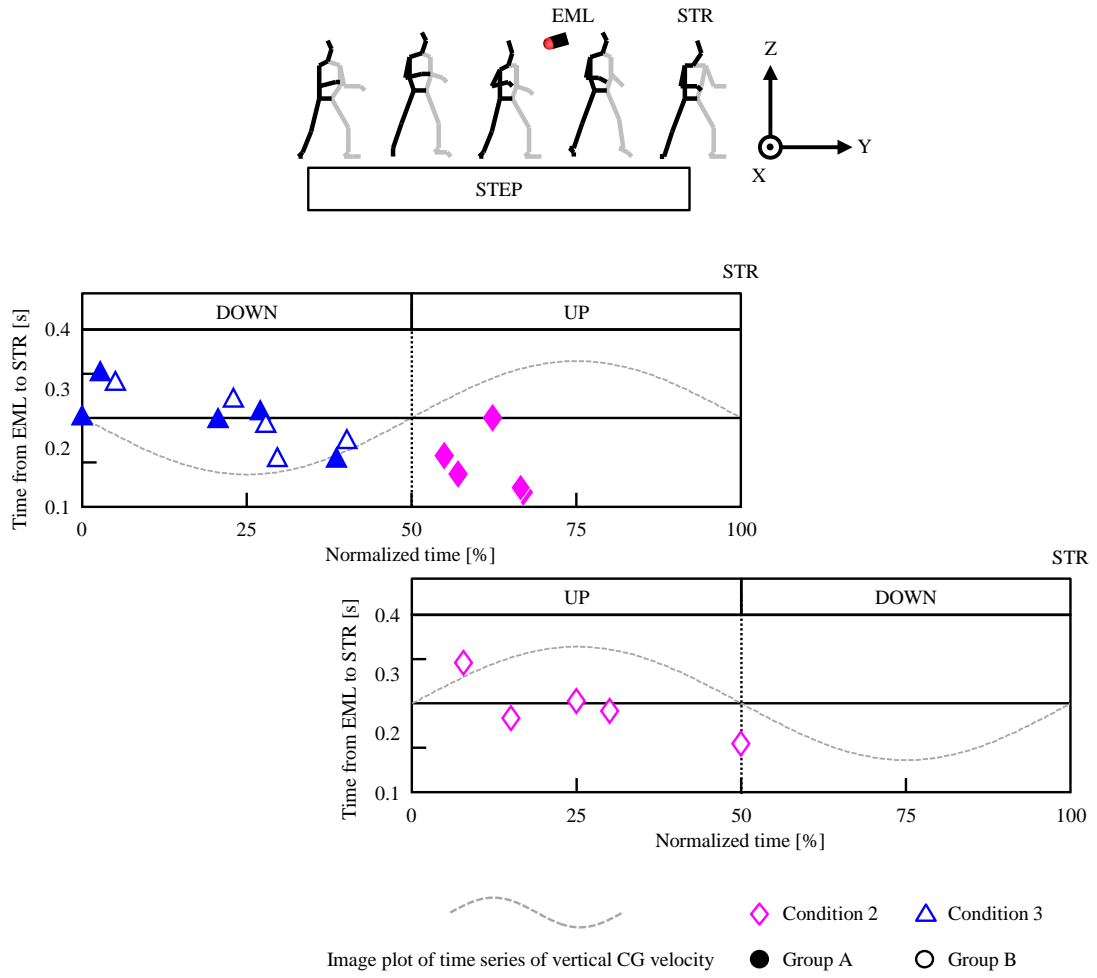 EML
STR
Z
Y
X
STEP
STR
DOWN
UP
Time from EML to STR [s]
0.4
0.3
0.2
0.1
0
25
50
75
100
Normalized time [%]
STR
UP
DOWN
Time from EML to STR [s]
0.4
0.3
0.2
0.1
0
25
50
75
100
Normalized time [%]
Condition 2
Condition 3
Image plot of time series of vertical CG velocity
Group A
Group B